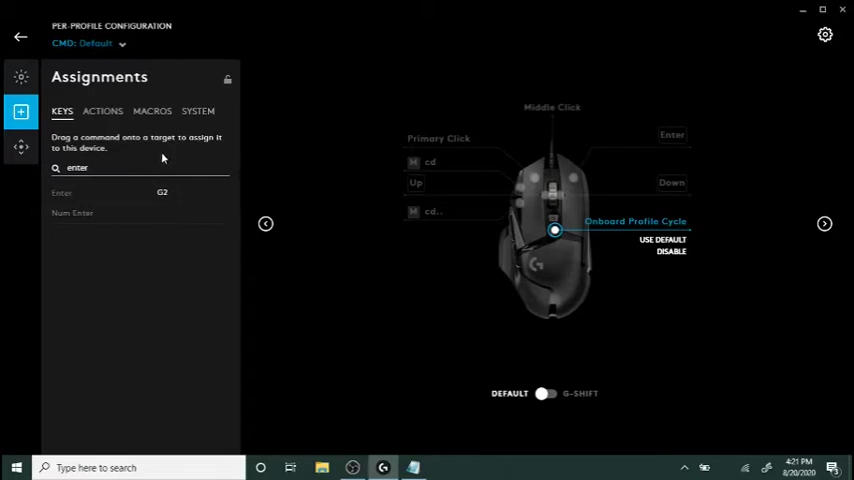 PER-PROFILE CONFIGURATION
CMD: Default
Assignments
KEYS ACTIONS MACROS SYSTEM
Drag a command onto a target to assign it
to this device.
enter
Enter G2
Num Enter
Middle Click
Primary Click
Enter
M cd
Up
Down
M cd..
Onboard Profile Cycle
USE DEFAULT
DISABLE
DEFAULT G-SHIFT
Type here to search
4:21 PM
8/20/2020
3